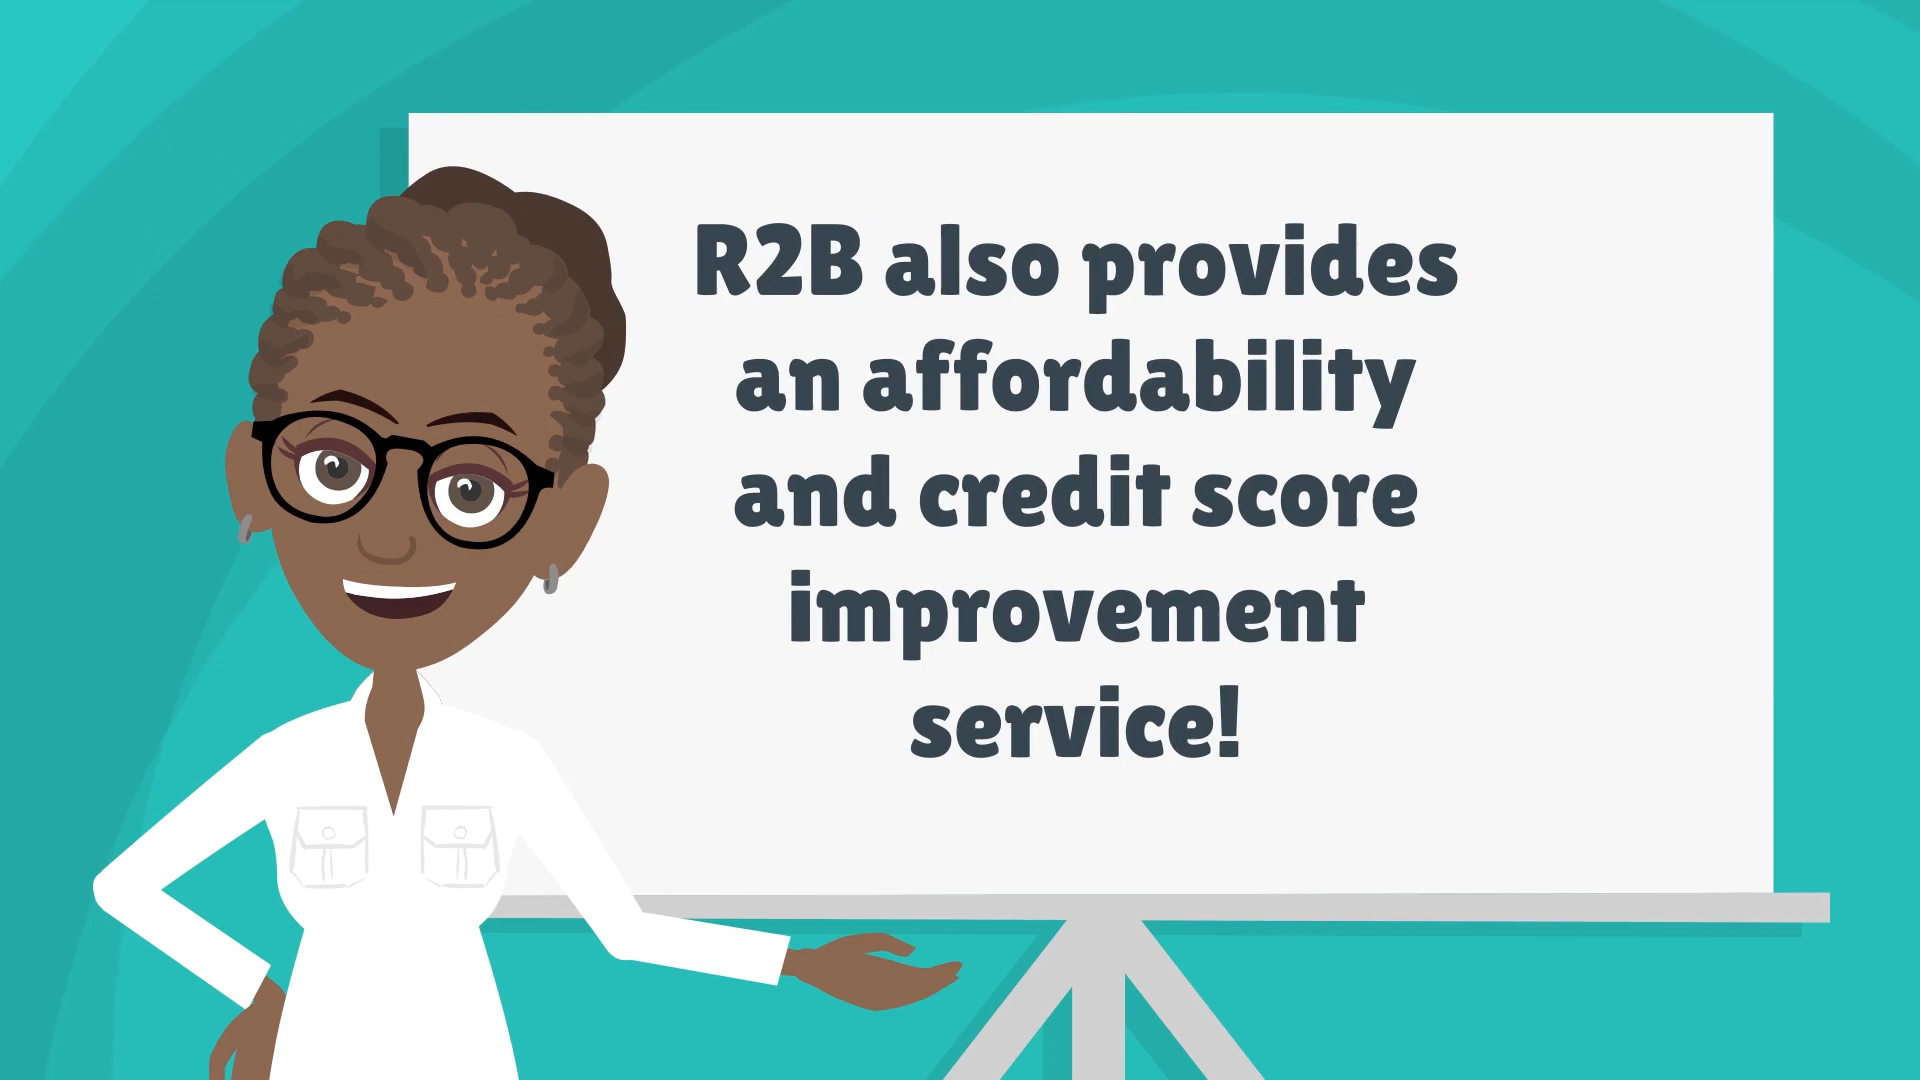 R2B also provides
an affordability
and credit score
improvement
service!